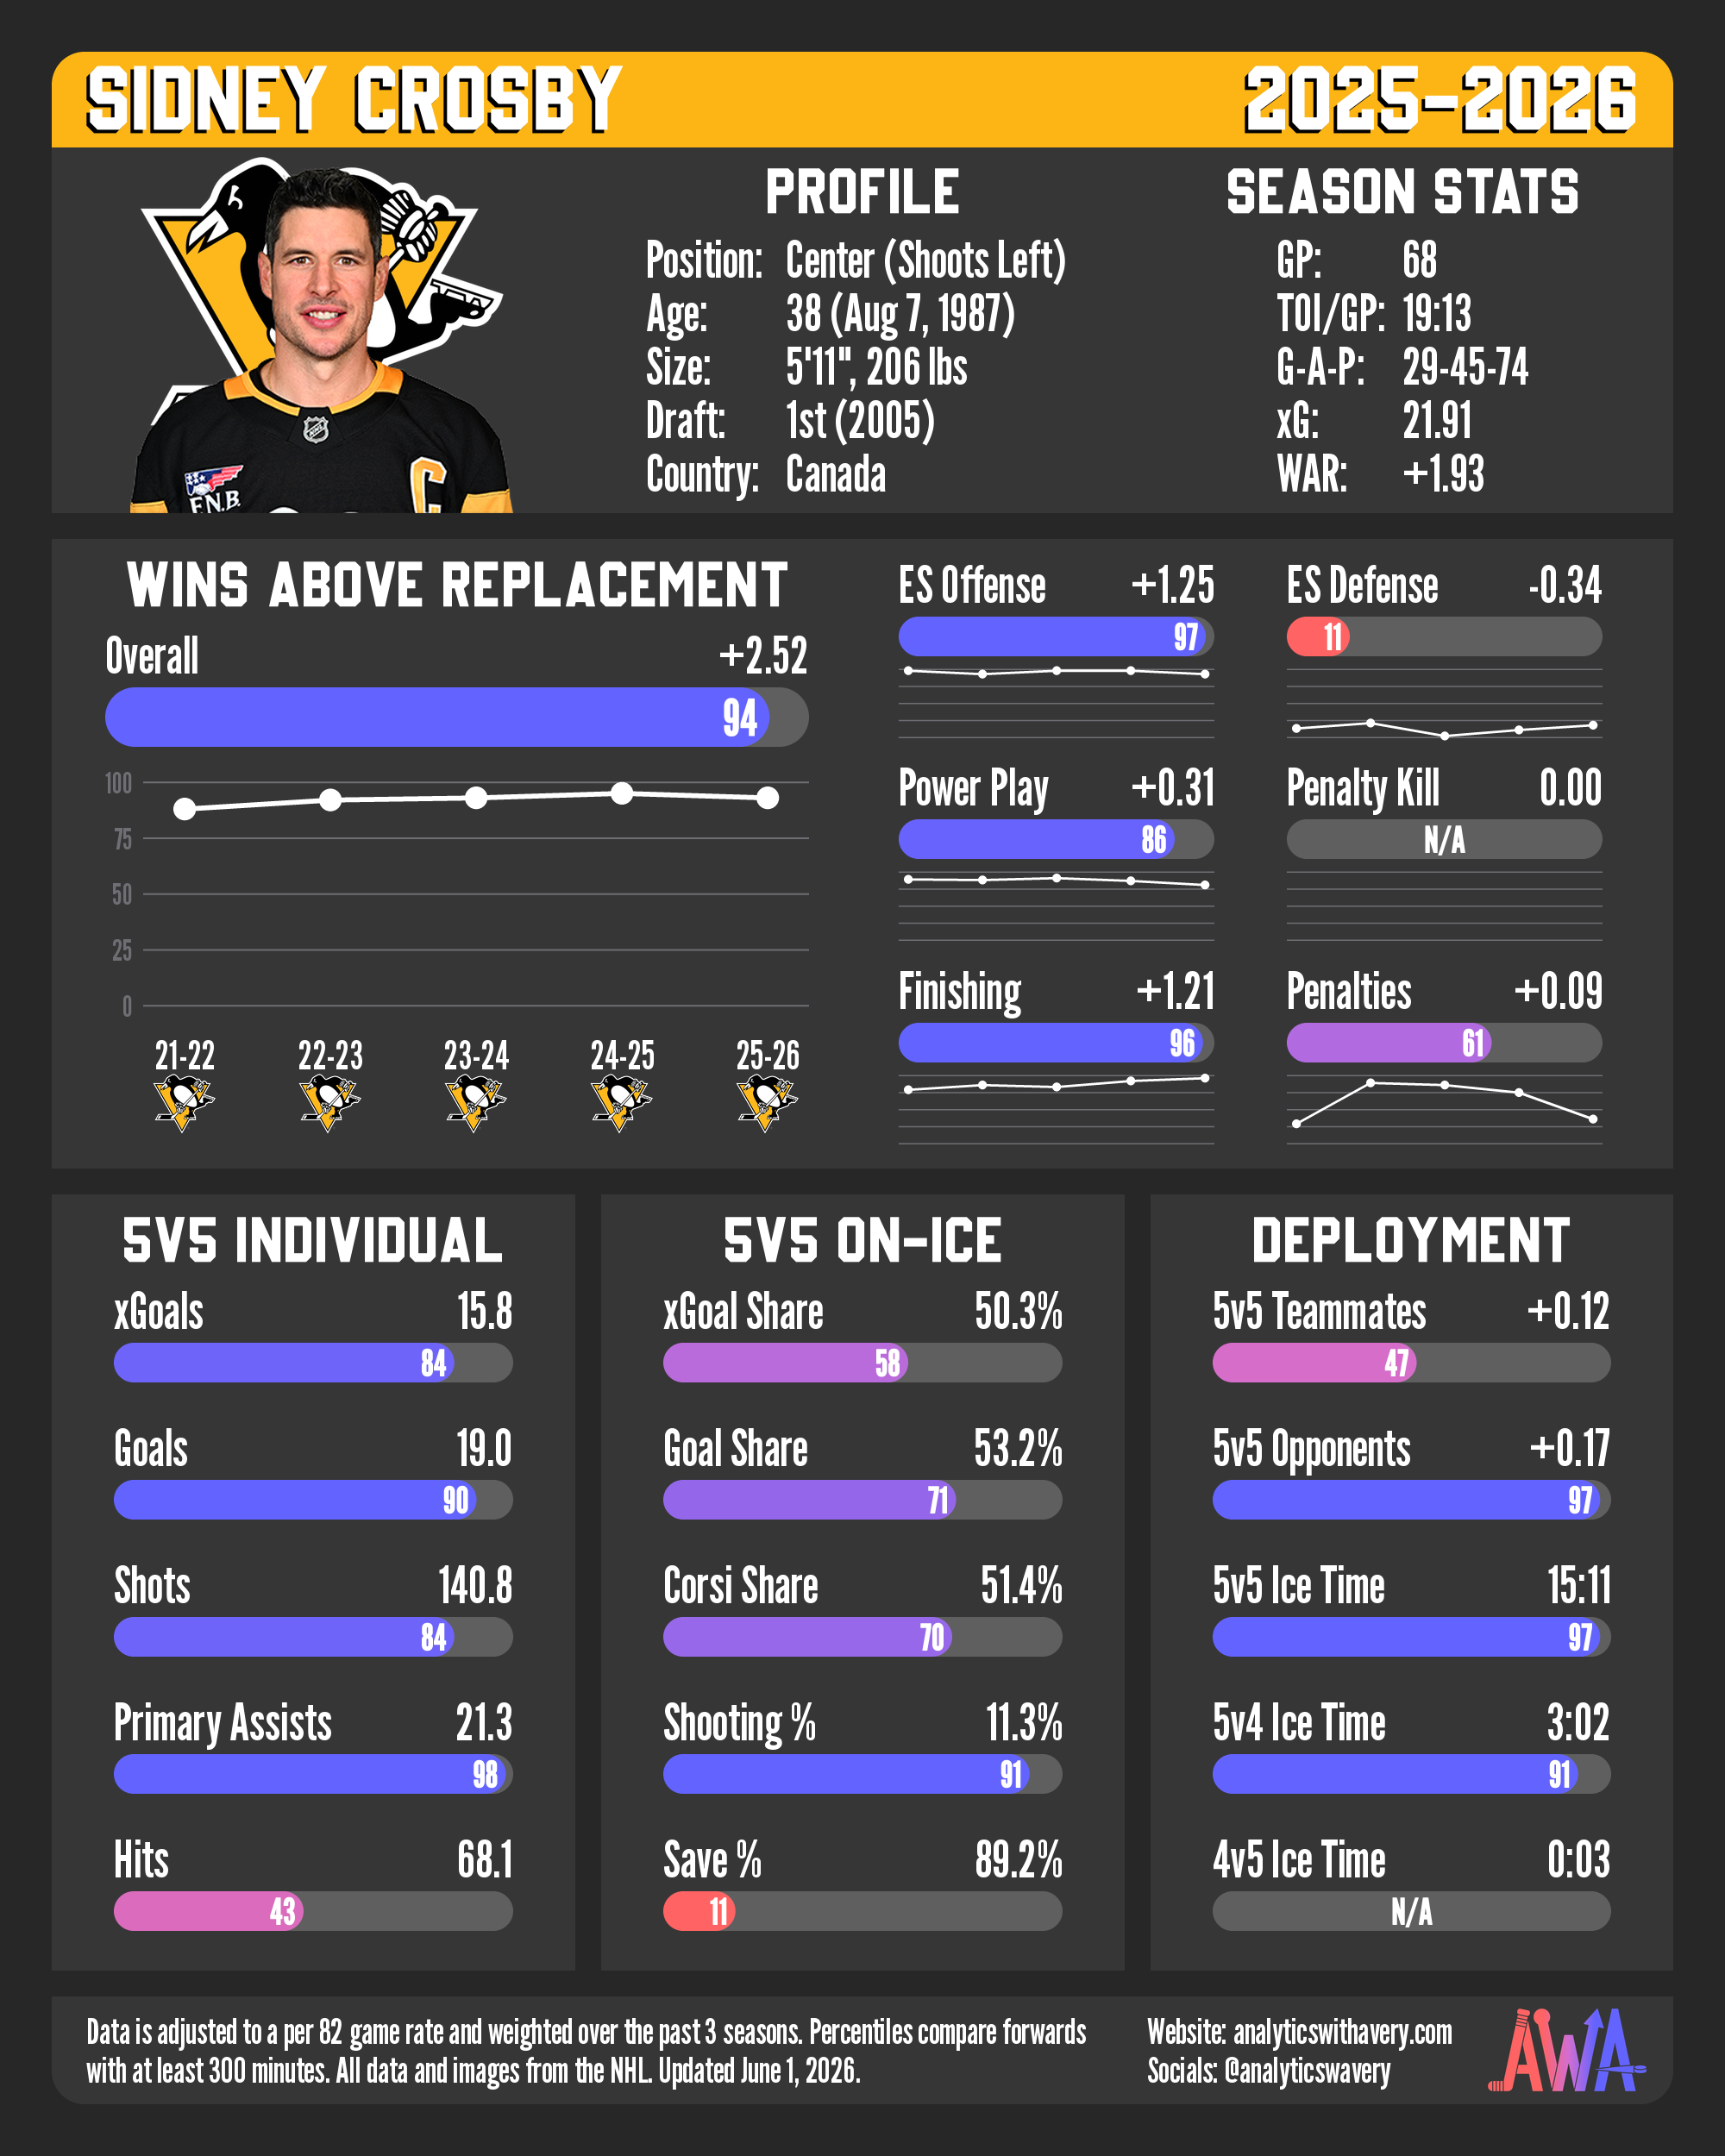 SIDNEY CROSBY 2025-2026
PROFILE
Position: Center (Shoots Left)
Age: 38 (Aug 7, 1987)
Size: 5'11", 206 lbs
Draft: 1st (2005)
Country: Canada
SEASON STATS
GP: 68
TOI/GP: 19:13
G-A-P: 29-45-74
xG: 21.91
WAR: +1.93
F.N.B.
C
NHL
WINS ABOVE REPLACEMENT
Overall +2.52
94
100
75
50
25
0
21-22 22-23 23-24 24-25 25-26
ES Offense +1.25
97
ES Defense -0.34
11
Power Play +0.31
86
Penalty Kill 0.00
N/A
Finishing +1.21
96
Penalties +0.09
61
5V5 INDIVIDUAL
xGoals 15.8
84
Goals 19.0
90
Shots 140.8
84
Primary Assists 21.3
98
Hits 68.1
43
5V5 ON-ICE
xGoal Share 50.3%
58
Goal Share 53.2%
71
Corsi Share 51.4%
70
Shooting % 11.3%
91
Save % 89.2%
11
DEPLOYMENT
5v5 Teammates +0.12
47
5v5 Opponents +0.17
97
5v5 Ice Time 15:11
97
5v4 Ice Time 3:02
91
4v5 Ice Time 0:03
N/A
Data is adjusted to a per 82 game rate and weighted over the past 3 seasons. Percentiles compare forwards
with at least 300 minutes. All data and images from the NHL. Updated June 1, 2026.
Website: analyticswithavery.com
Socials: @analyticswavery
AWA